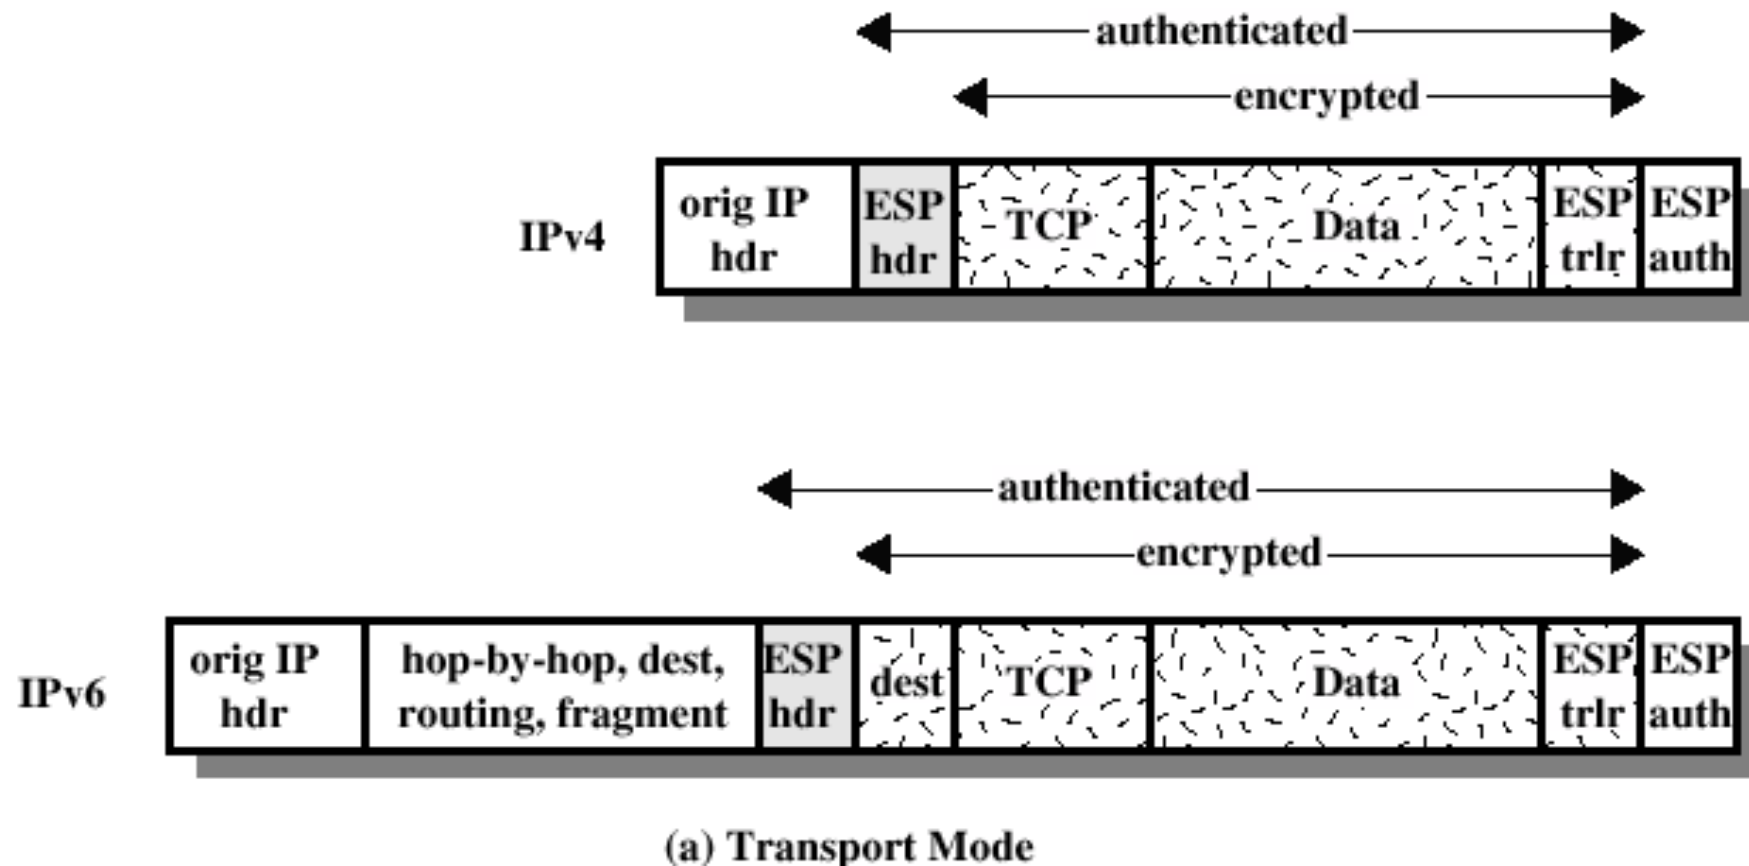 authenticated
encrypted
IPv4
orig IP
hdr
ESP
hdr
TCP
Data
ESP
trlr
ESP
auth
authenticated
encrypted
IPv6
orig IP
hdr
hop-by-hop, dest,
routing, fragment
ESP
hdr
dest
TCP
Data
ESP
trlr
ESP
auth
(a) Transport Mode